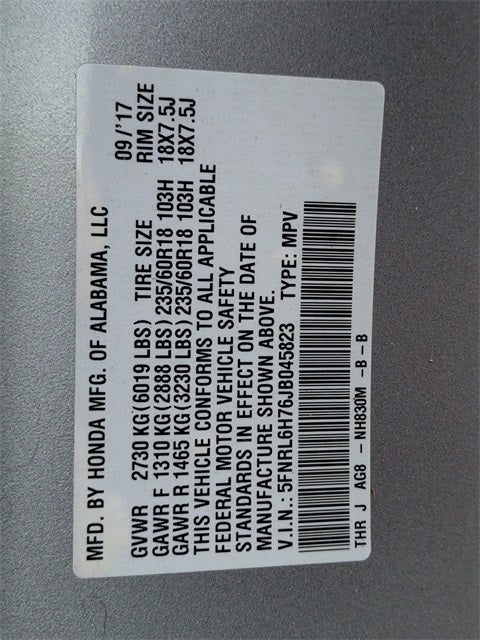 MFD. BY HONDA MFG. OF ALABAMA, LLC 09/'17
GVWR 2730 KG(6019 LBS) TIRE SIZE RIM SIZE
GAWR F 1310 KG(2888 LBS) 235/60R18 103H 18X7.5J
GAWR R 1465 KG(3230 LBS) 235/60R18 103H 18X7.5J
THIS VEHICLE CONFORMS TO ALL APPLICABLE
FEDERAL MOTOR VEHICLE SAFETY
STANDARDS IN EFFECT ON THE DATE OF
MANUFACTURE SHOWN ABOVE.
V.I.N.: 5FNRL6H76JB045823 TYPE: MPV
THR J AG8 - NH830M -B-B